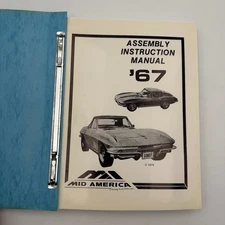 ASSEMBLY
INSTRUCTION
MANUAL
'67
MID AMERICA